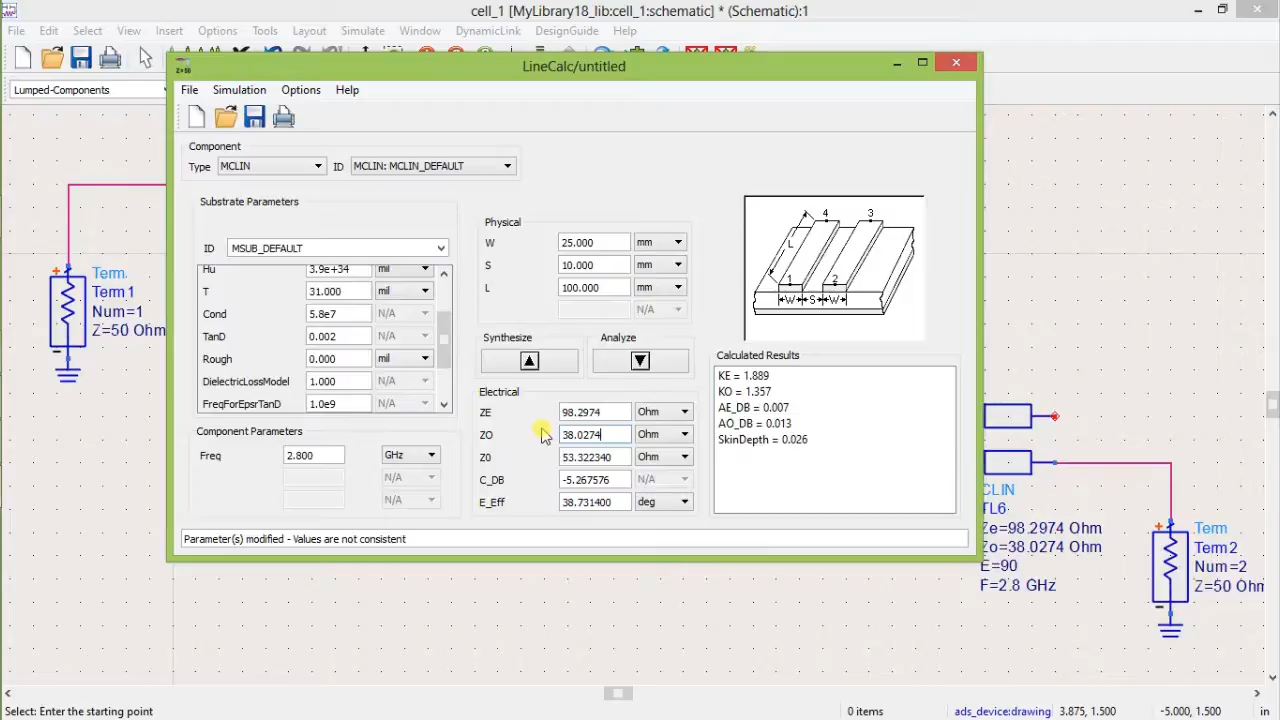 cell_1 [MyLibrary18_lib:cell_1:schematic] * (Schematic):1
File Edit Select View Insert Options Tools Layout Simulate Window DynamicLink DesignGuide Help
Lumped-Components
LineCalc/untitled
File Simulation Options Help
Component
Type MCLIN ID MCLIN: MCLIN_DEFAULT
Substrate Parameters
ID MSUB_DEFAULT
Hu 3.9e+34 mil
T 31.000 mil
Cond 5.8e7 N/A
TanD 0.002 N/A
Rough 0.000 mil
DielectricLossModel 1.000 N/A
FreqForEpsrTanD 1.0e9 N/A
Component Parameters
Freq 2.800 GHz
N/A
N/A
Physical
W 25.000 mm
S 10.000 mm
L 100.000 mm
N/A
Synthesize Analyze
Electrical
ZE 98.2974 Ohm
ZO 38.0274 Ohm
Z0 53.322340 Ohm
C_DB -5.267576 N/A
E_Eff 38.731400 deg
4 3
L
1 2
W S W
Calculated Results
KE = 1.889
KO = 1.357
AE_DB = 0.007
AO_DB = 0.013
SkinDepth = 0.026
Parameter(s) modified - Values are not consistent
Term
Term1
Num=1
Z=50 Ohm
CLIN
TL6
Ze=98.2974 Ohm
Zo=38.0274 Ohm
E=90
F=2.8 GHz
Term
Term2
Num=2
Z=50 Ohm
Select: Enter the starting point 0 items ads_device:drawing 3.875, 1.500 -5.000, 1.500 in